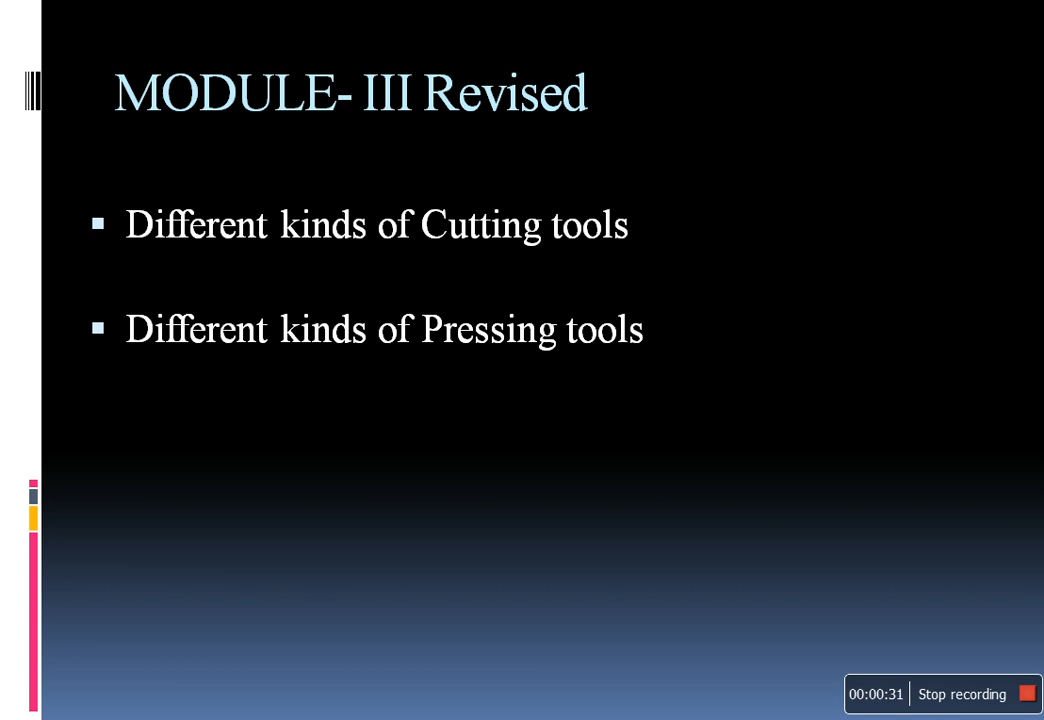 MODULE- III Revised
▪ Different kinds of Cutting tools
▪ Different kinds of Pressing tools
00:00:31 Stop recording